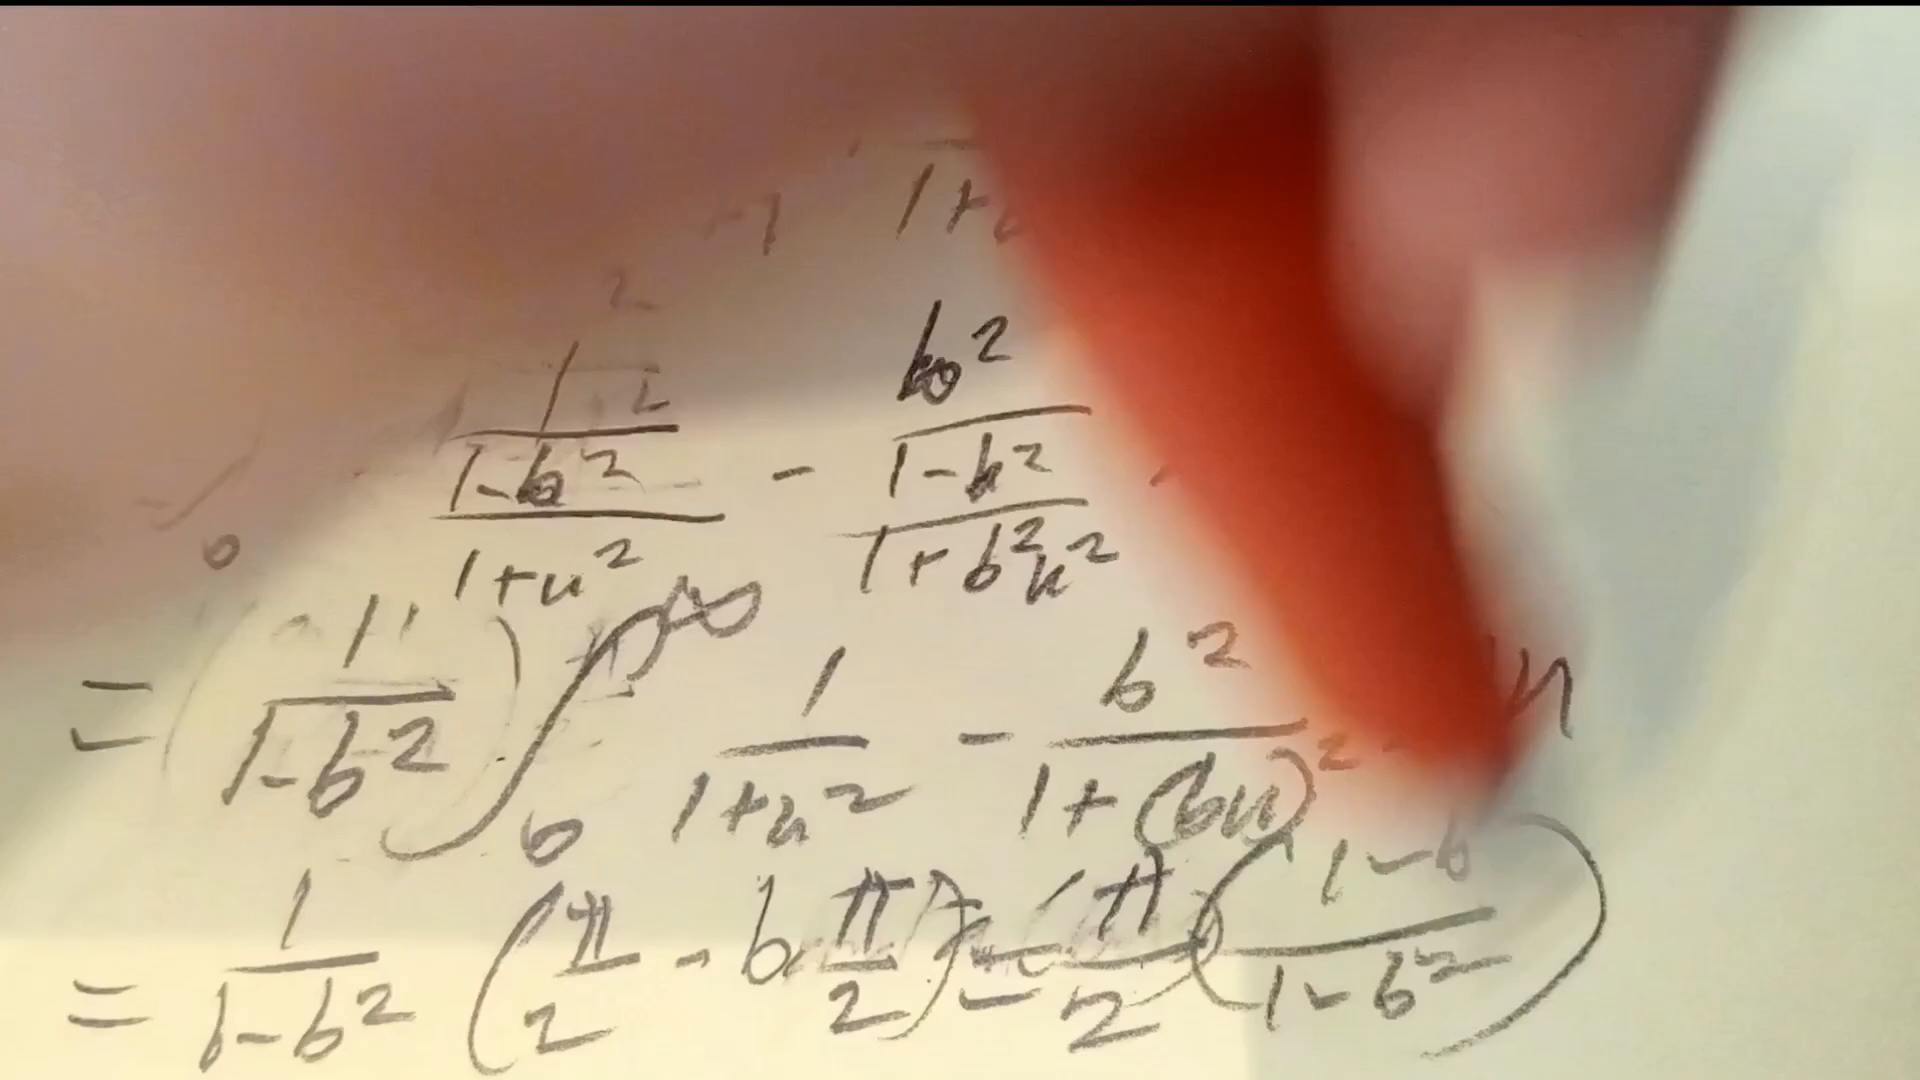 1+
1/(1-b²)/(1+u²) - b²/(1-b²)/(1+b²u²)
= (1/(1-b²)) ∫₀^∞ 1/(1+u²) - b²/(1+(bu)²) u
= 1/(1-b²) (π/2 - b π/2) = (π/2) ((1-b)/(1-b²))